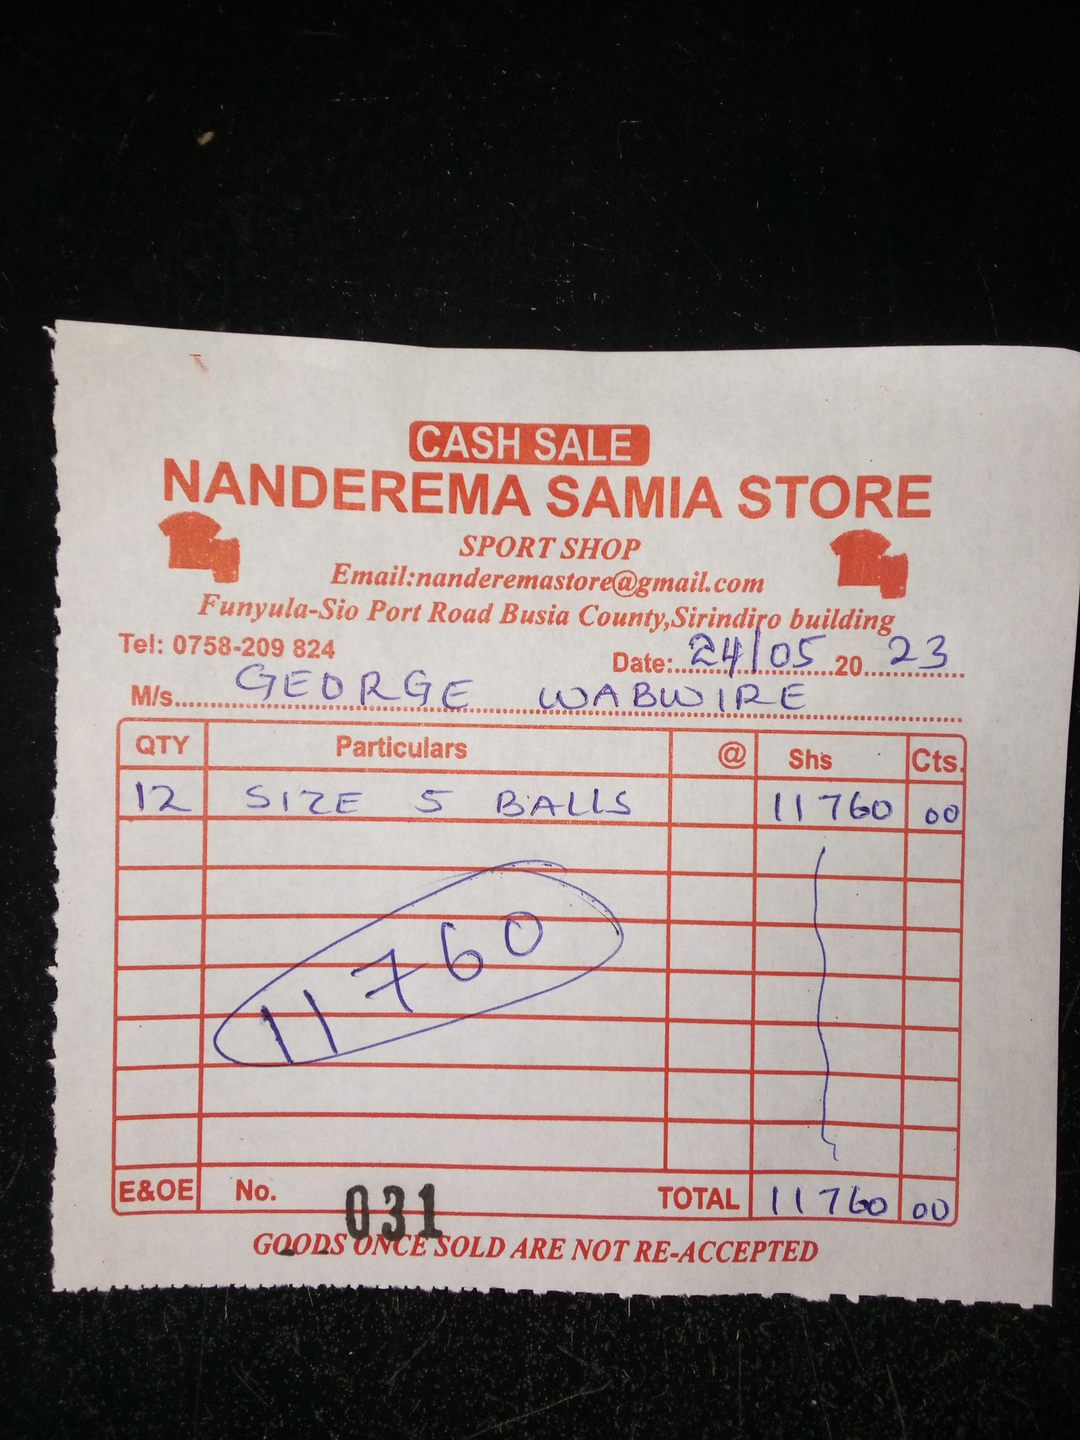 CASH SALE
NANDEREMA SAMIA STORE
SPORT SHOP
Email:nanderemastore@gmail.com
Funyula-Sio Port Road Busia County,Sirindiro building
Tel: 0758-209 824
Date:..24/05..20..23
M/s...GEORGE WABWIRE
QTY Particulars @ Shs Cts.
12 SIZE 5 BALLS 11760 00
11760
E&OE No. 031 TOTAL 11760 00
GOODS ONCE SOLD ARE NOT RE-ACCEPTED